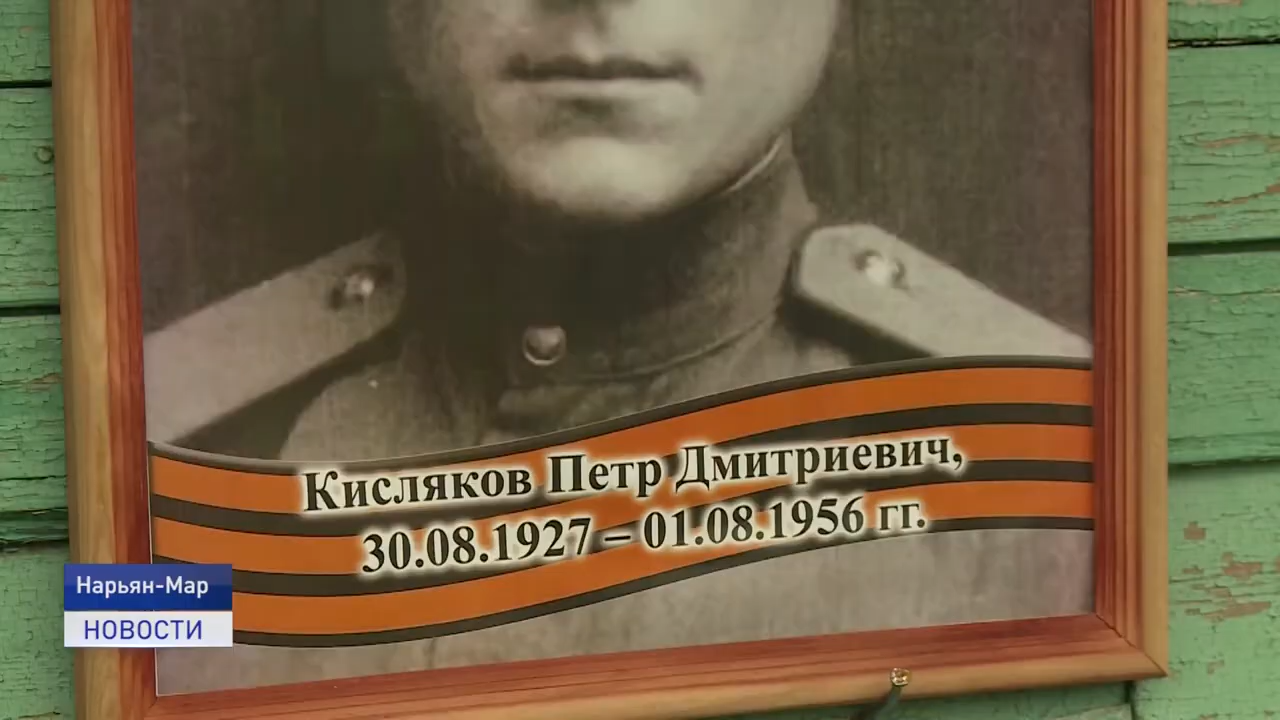 Кисляков Петр Дмитриевич,
30.08.1927 – 01.08.1956 гг.
Нарьян-Мар
НОВОСТИ